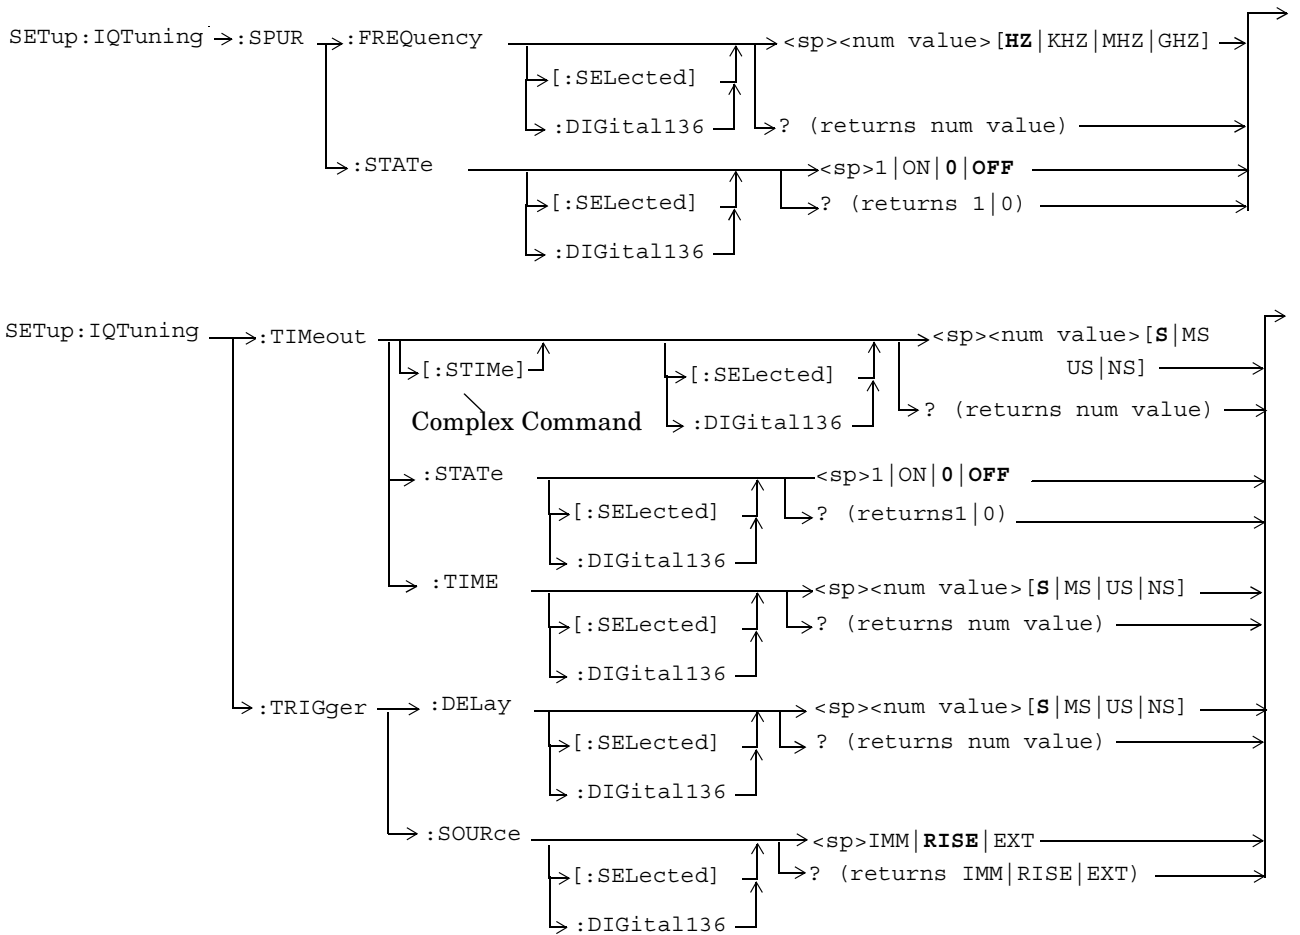 SETup:IQTuning :SPUR :FREQuency <sp><num value>[HZ|KHZ|MHZ|GHZ]
[:SELected]
:DIGital136 ? (returns num value)
:STATe <sp>1|ON|0|OFF
[:SELected] ? (returns 1|0)
:DIGital136
SETup:IQTuning :TIMeout <sp><num value>[S|MS
[:STIMe] [:SELected] US|NS]
Complex Command :DIGital136 ? (returns num value)
:STATe <sp>1|ON|0|OFF
[:SELected] ? (returns1|0)
:DIGital136
:TIME <sp><num value>[S|MS|US|NS]
[:SELected] ? (returns num value)
:DIGital136
:TRIGger :DELay <sp><num value>[S|MS|US|NS]
[:SELected] ? (returns num value)
:DIGital136
:SOURce <sp>IMM|RISE|EXT
[:SELected] ? (returns IMM|RISE|EXT)
:DIGital136